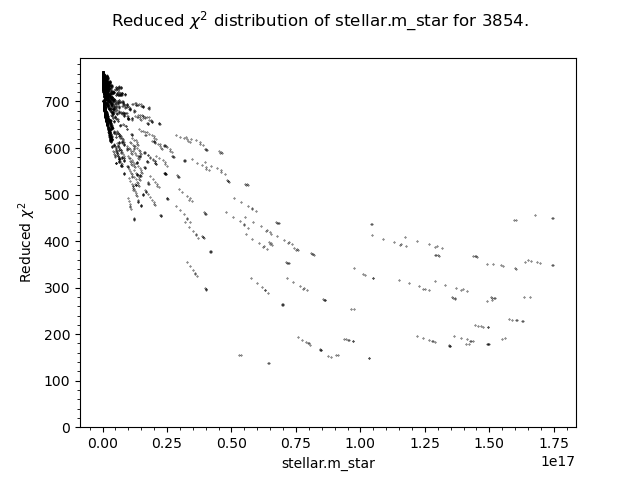 Reduced χ² distribution of stellar.m_star for 3854.
Reduced χ²
700
600
500
400
300
200
100
0
0.00 0.25 0.50 0.75 1.00 1.25 1.50 1.75
1e17
stellar.m_star